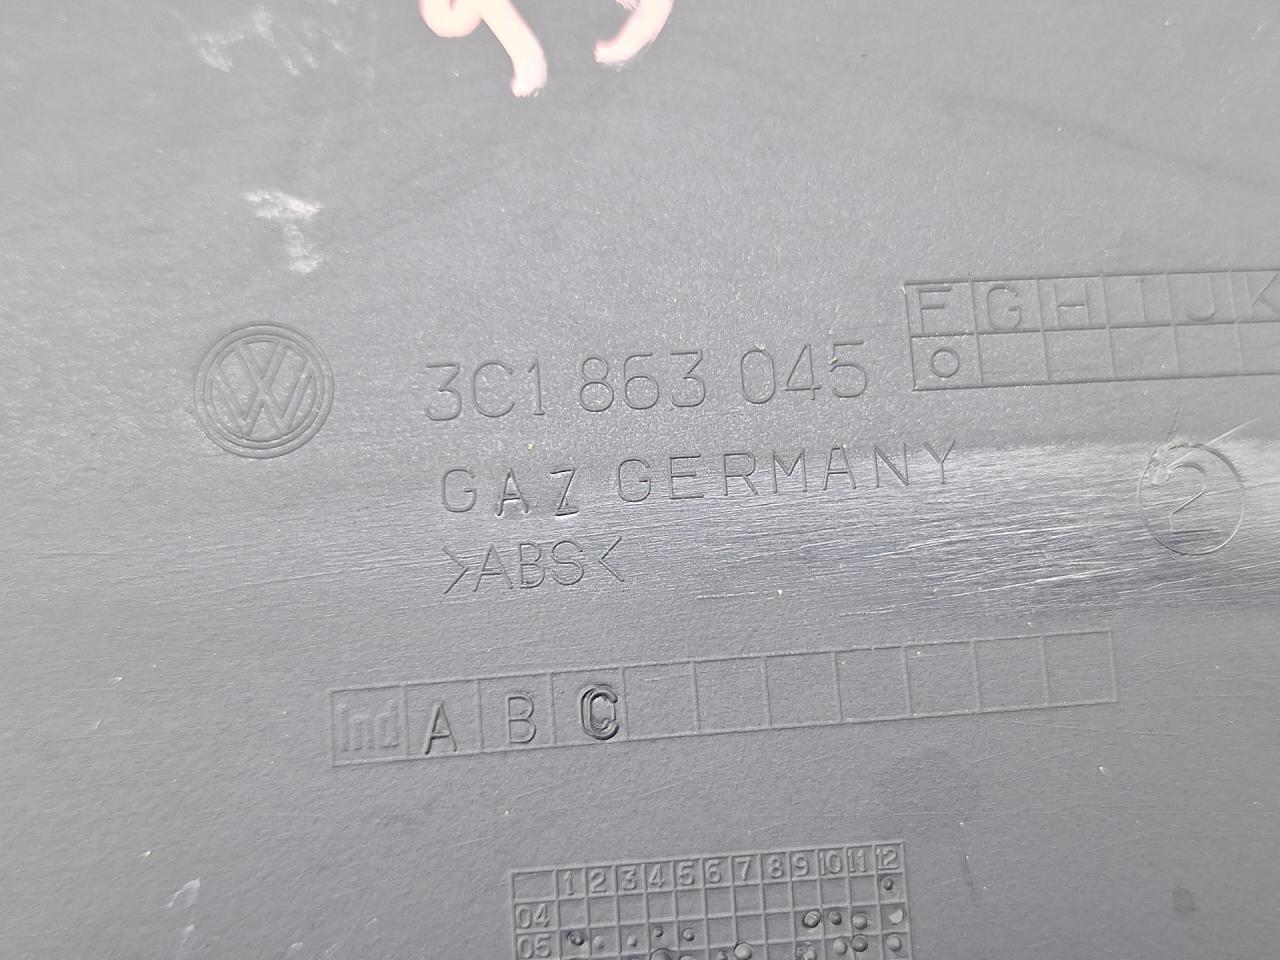 F G H I J K
O
3C1 863 045
GAZ GERMANY
2
>ABS<
Ind A B C
1 2 3 4 5 6 7 8 9 10 11 12
04
05